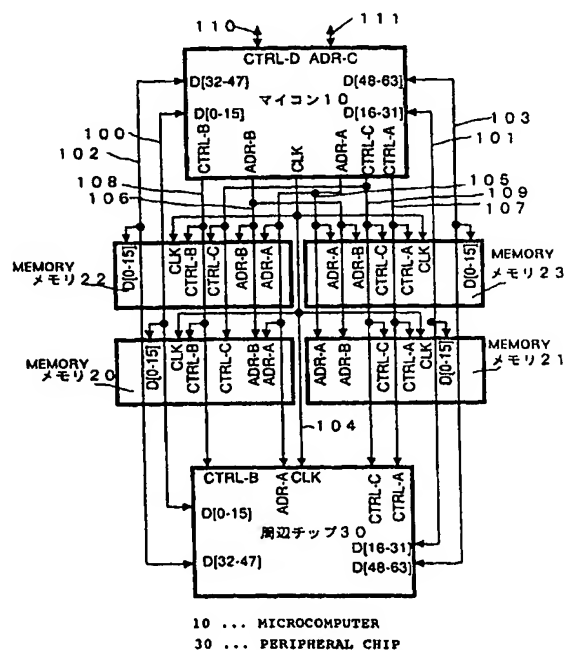 110 111
CTRL-D ADR-C
D[32-47] D[48-63]
マイコン10
D[0-15] D[16-31]
CTRL-B ADR-B CLK ADR-A CTRL-C CTRL-A
100
102
108
106
103
101
105
109
107
MEMORY
メモリ22
D[0-15] CLK CTRL-B CTRL-C ADR-B ADR-A
ADR-A ADR-B CTRL-C CTRL-A CLK D[0-15]
MEMORY
メモリ23
MEMORY
メモリ20
D[0-15] CLK CTRL-B CTRL-C ADR-B ADR-A
ADR-A ADR-B CTRL-C CTRL-A CLK D[0-15]
MEMORY
メモリ21
104
CTRL-B ADR-A CLK CTRL-C CTRL-A
D[0-15]
周辺チップ30
D[16-31]
D[32-47]
D[48-63]
10 ... MICROCOMPUTER
30 ... PERIPHERAL CHIP